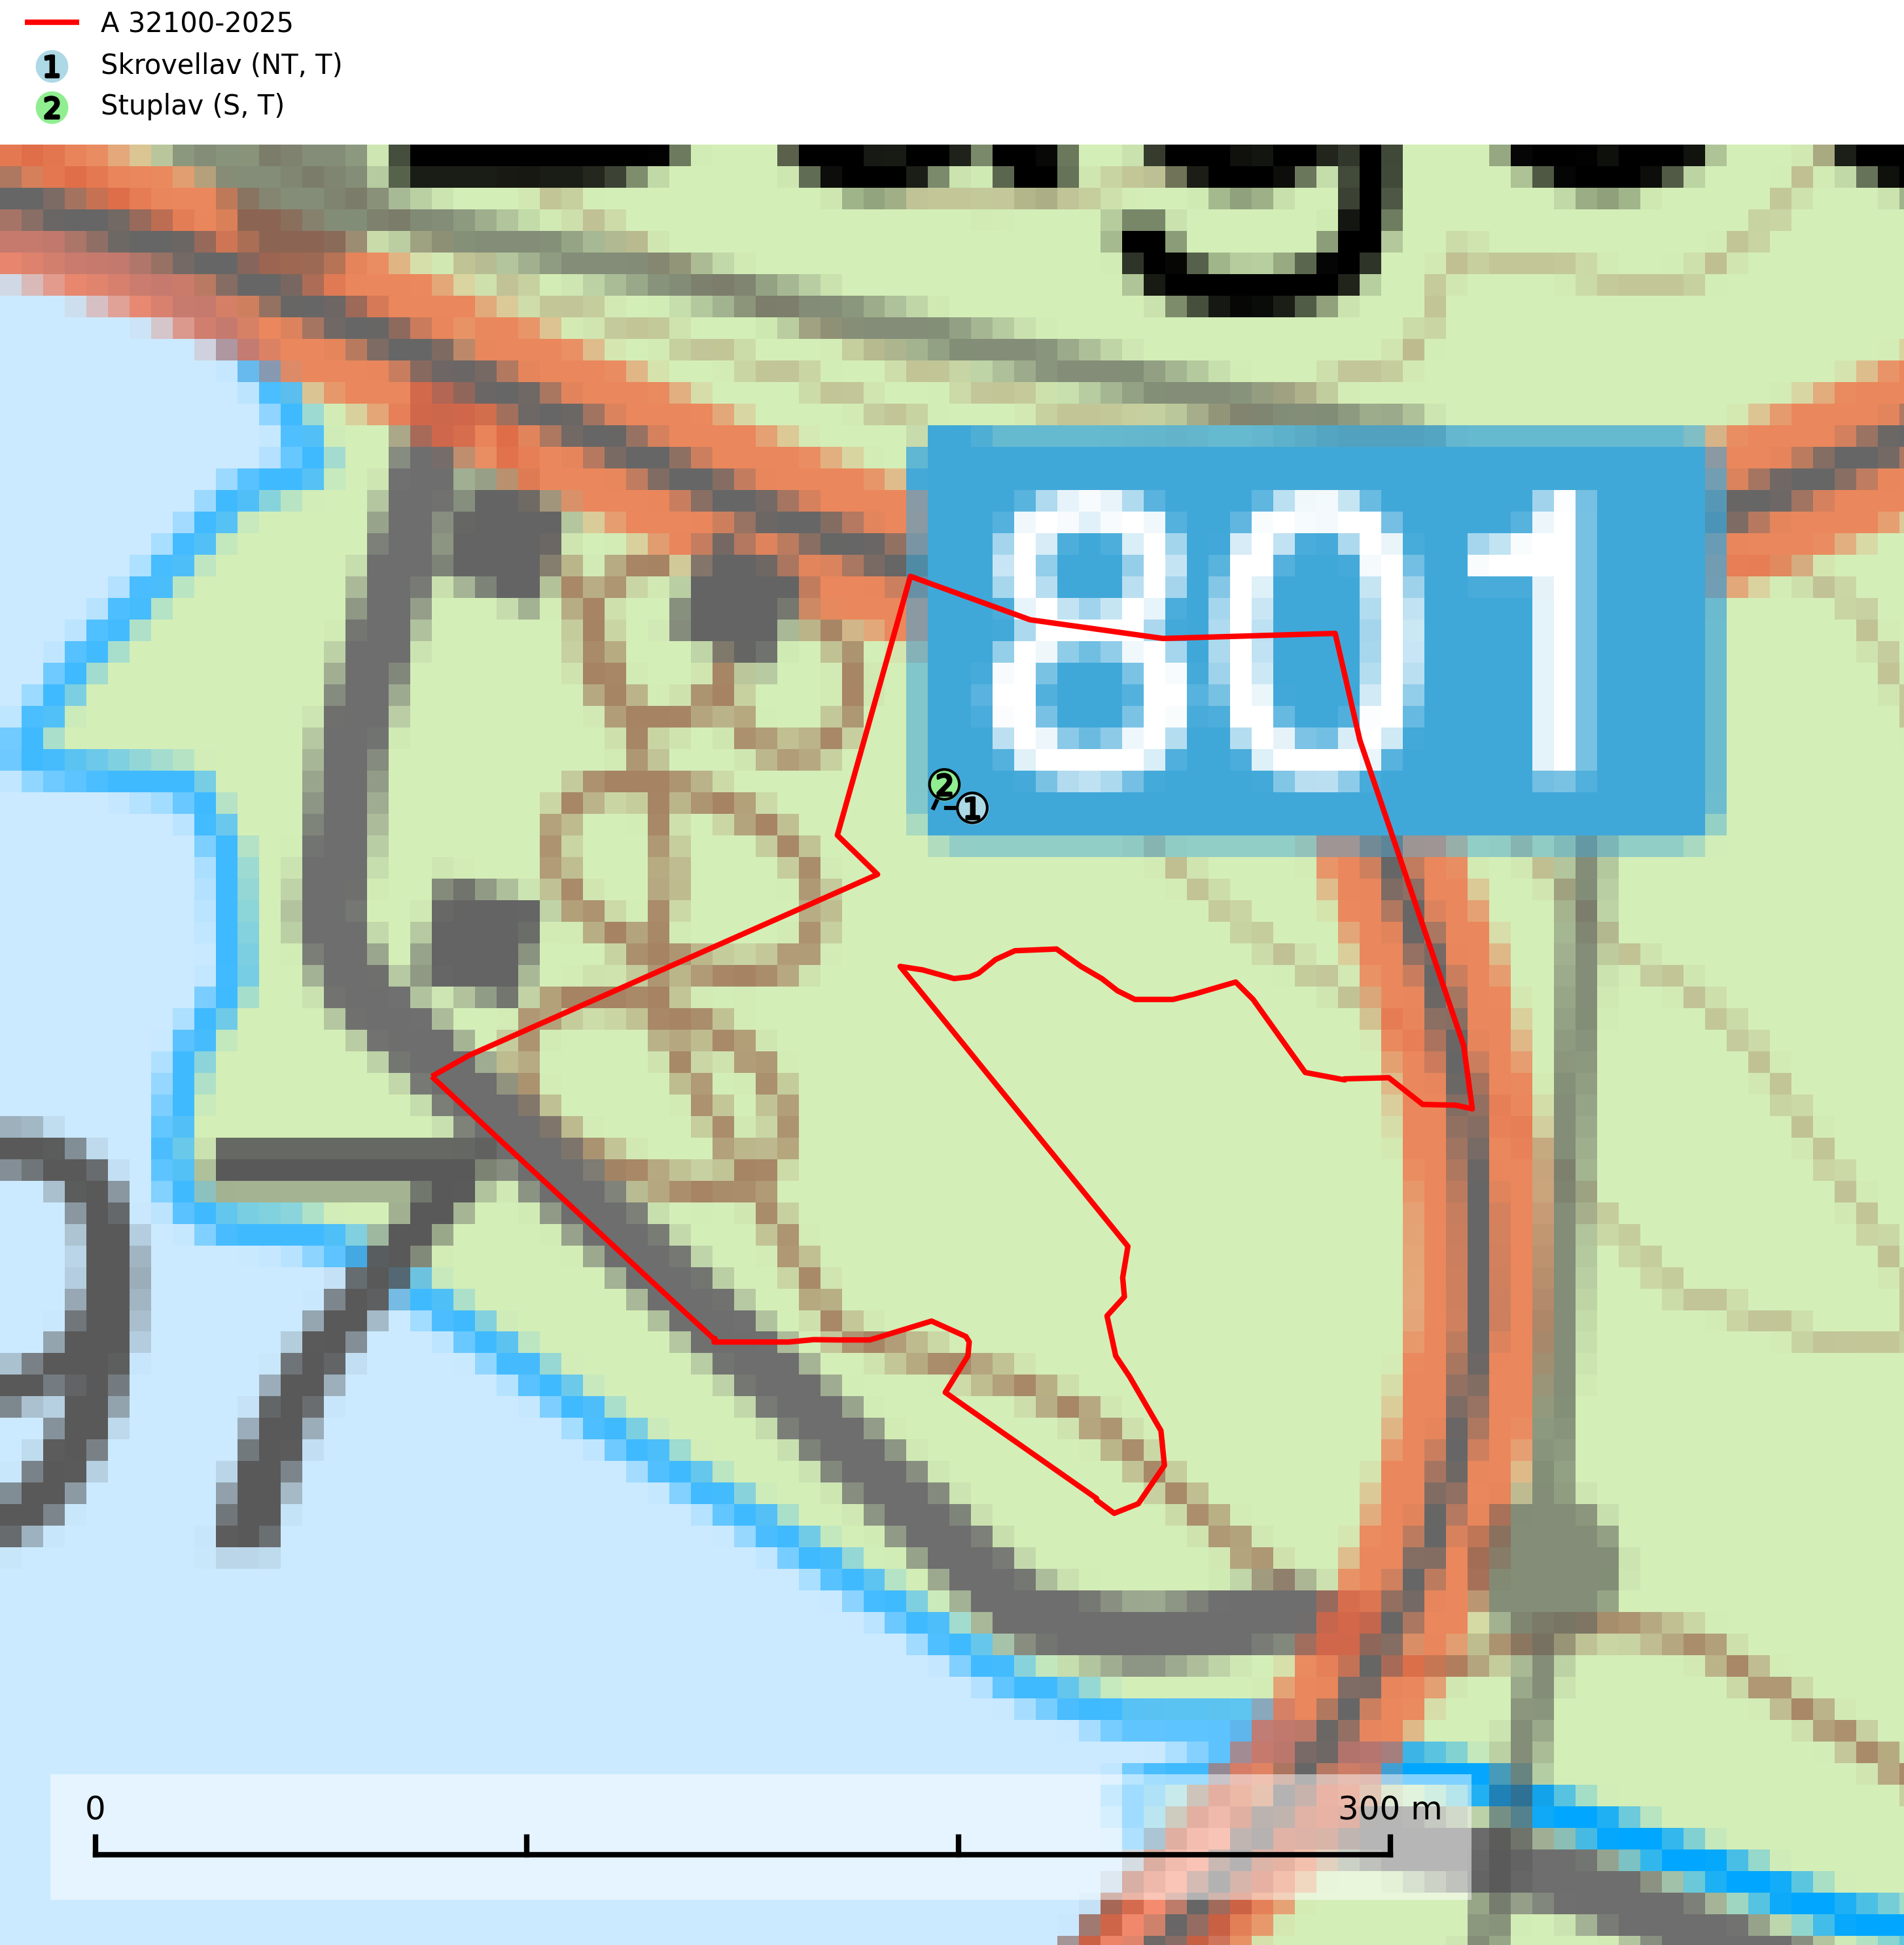 A 32100-2025
1 Skrovellav (NT, T)
2 Stuplav (S, T)
801
2
1
0 300 m